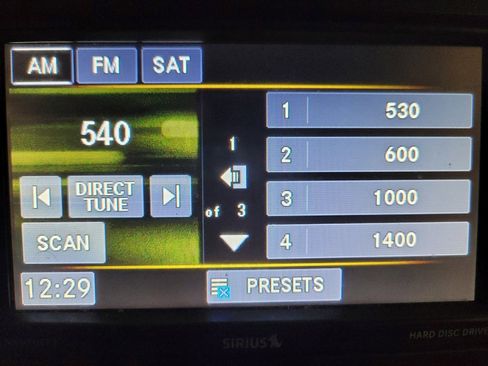 AM FM SAT
540
DIRECT
TUNE
SCAN
12:29
1
of 3
1 530
2 600
3 1000
4 1400
PRESETS
SIRIUS
HARD DISC DRIVE